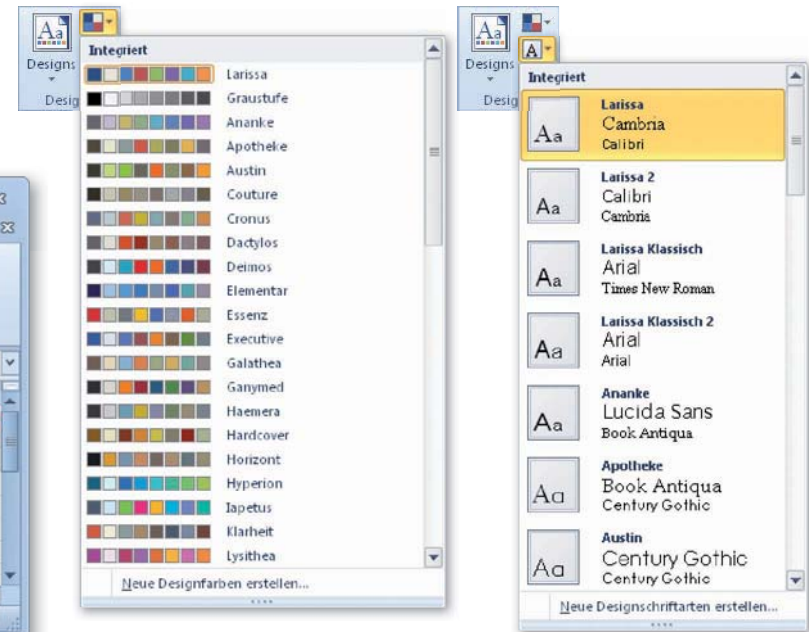 Aa
Designs
Desig
Integriert
Larissa
Graustufe
Ananke
Apotheke
Austin
Couture
Cronus
Dactylos
Deimos
Elementar
Essenz
Executive
Galathea
Ganymed
Haemera
Hardcover
Horizont
Hyperion
Iapetus
Klarheit
Lysithea
Neue Designfarben erstellen...
Aa
A
Designs
Desig
Integriert
Larissa
Aa Cambria
Calibri
Larissa 2
Aa Calibri
Cambria
Larissa Klassisch
Aa Arial
Times New Roman
Larissa Klassisch 2
Aa Arial
Arial
Ananke
Aa Lucida Sans
Book Antiqua
Apotheke
Aa Book Antiqua
Century Gothic
Austin
Aa Century Gothic
Century Gothic
Neue Designschriftarten erstellen...